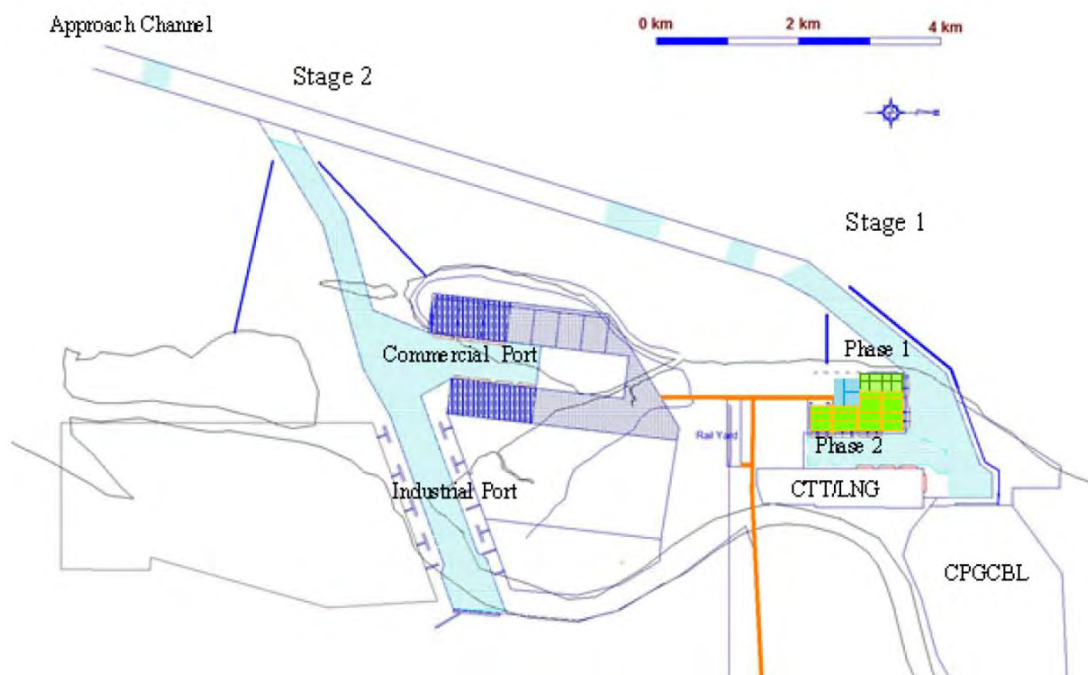 Approach Channel
0 km 2 km 4 km
Stage 2
Stage 1
Phase 1
Commercial Port
Rail Yard
Phase 2
Industrial Port
CTT/LNG
CPGCBL